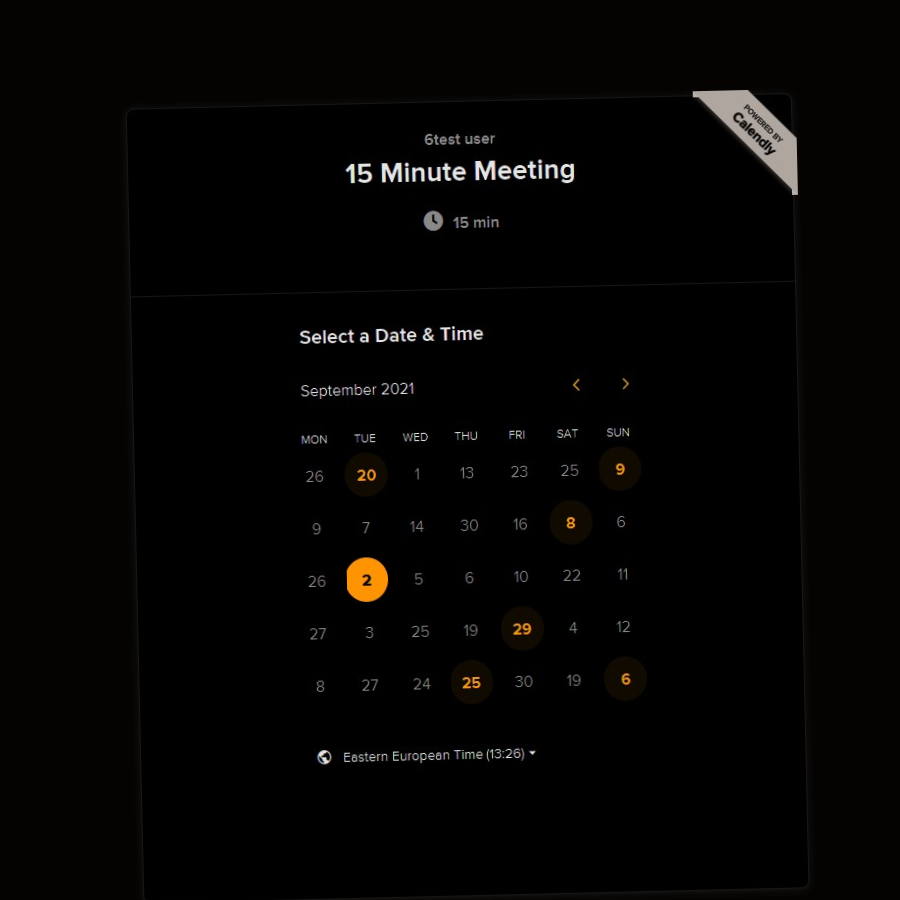 POWERED BY
Calendly
6test user
15 Minute Meeting
15 min
Select a Date & Time
September 2021
MON TUE WED THU FRI SAT SUN
26 20 1 13 23 25 9
9 7 14 30 16 8 6
26 2 5 6 10 22 11
27 3 25 19 29 4 12
8 27 24 25 30 19 6
Eastern European Time (13:26)